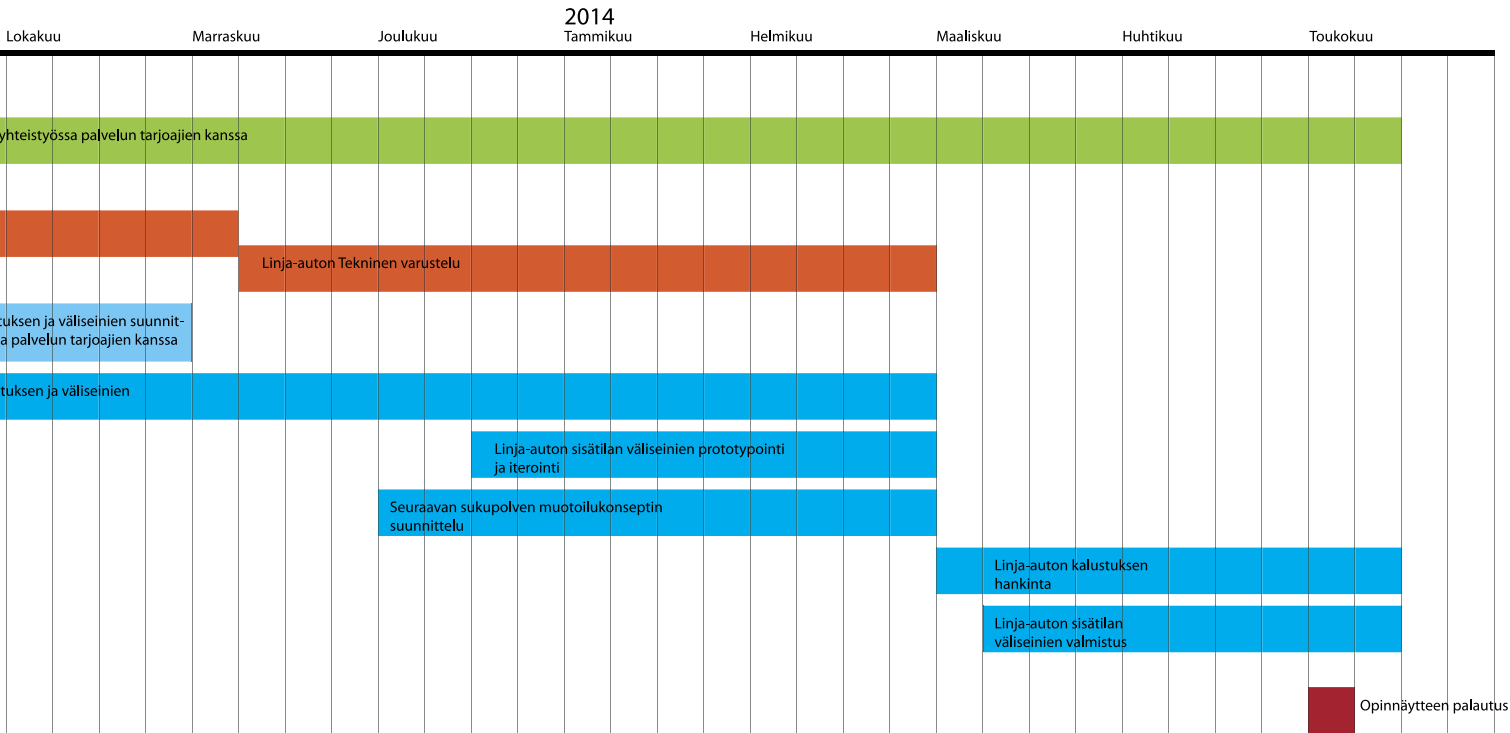 2014
Lokakuu Marraskuu Joulukuu Tammikuu Helmikuu Maaliskuu Huhtikuu Toukokuu
yhteistyössa palvelun tarjoajien kanssa
Linja-auton Tekninen varustelu
tuksen ja väliseinien suunnit-
a palvelun tarjoajien kanssa
tuksen ja väliseinien
Linja-auton sisätilan väliseinien prototypointi
ja iterointi
Seuraavan sukupolven muotoilukonseptin
suunnittelu
Linja-auton kalustuksen
hankinta
Linja-auton sisätilan
väliseinien valmistus
Opinnäytteen palautus